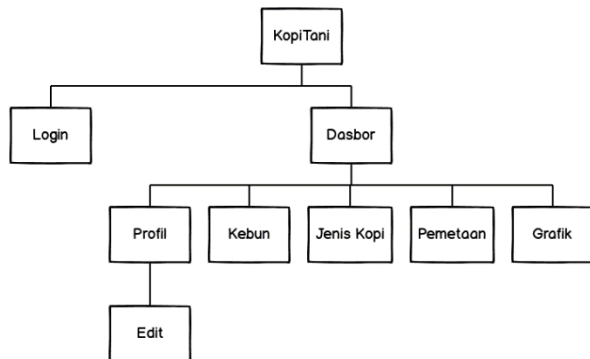 KopiTani
Login
Dasbor
Profil
Kebun
Jenis Kopi
Pemetaan
Grafik
Edit